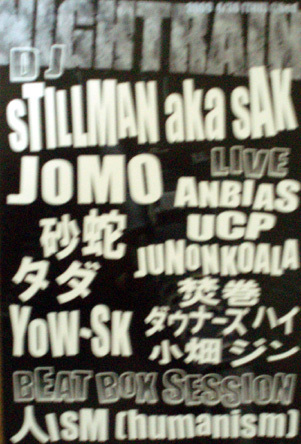 NIGHTRAIN
DJ
STILLMAN aka SAK
JOMO
LIVE
ANBIAS
砂蛇
UCP
タダ
JUNONKOALA
焚巻
YOW-SK
ダウナーズハイ
小畑ジン
BEAT BOX SESSION
人ISM (humanism)